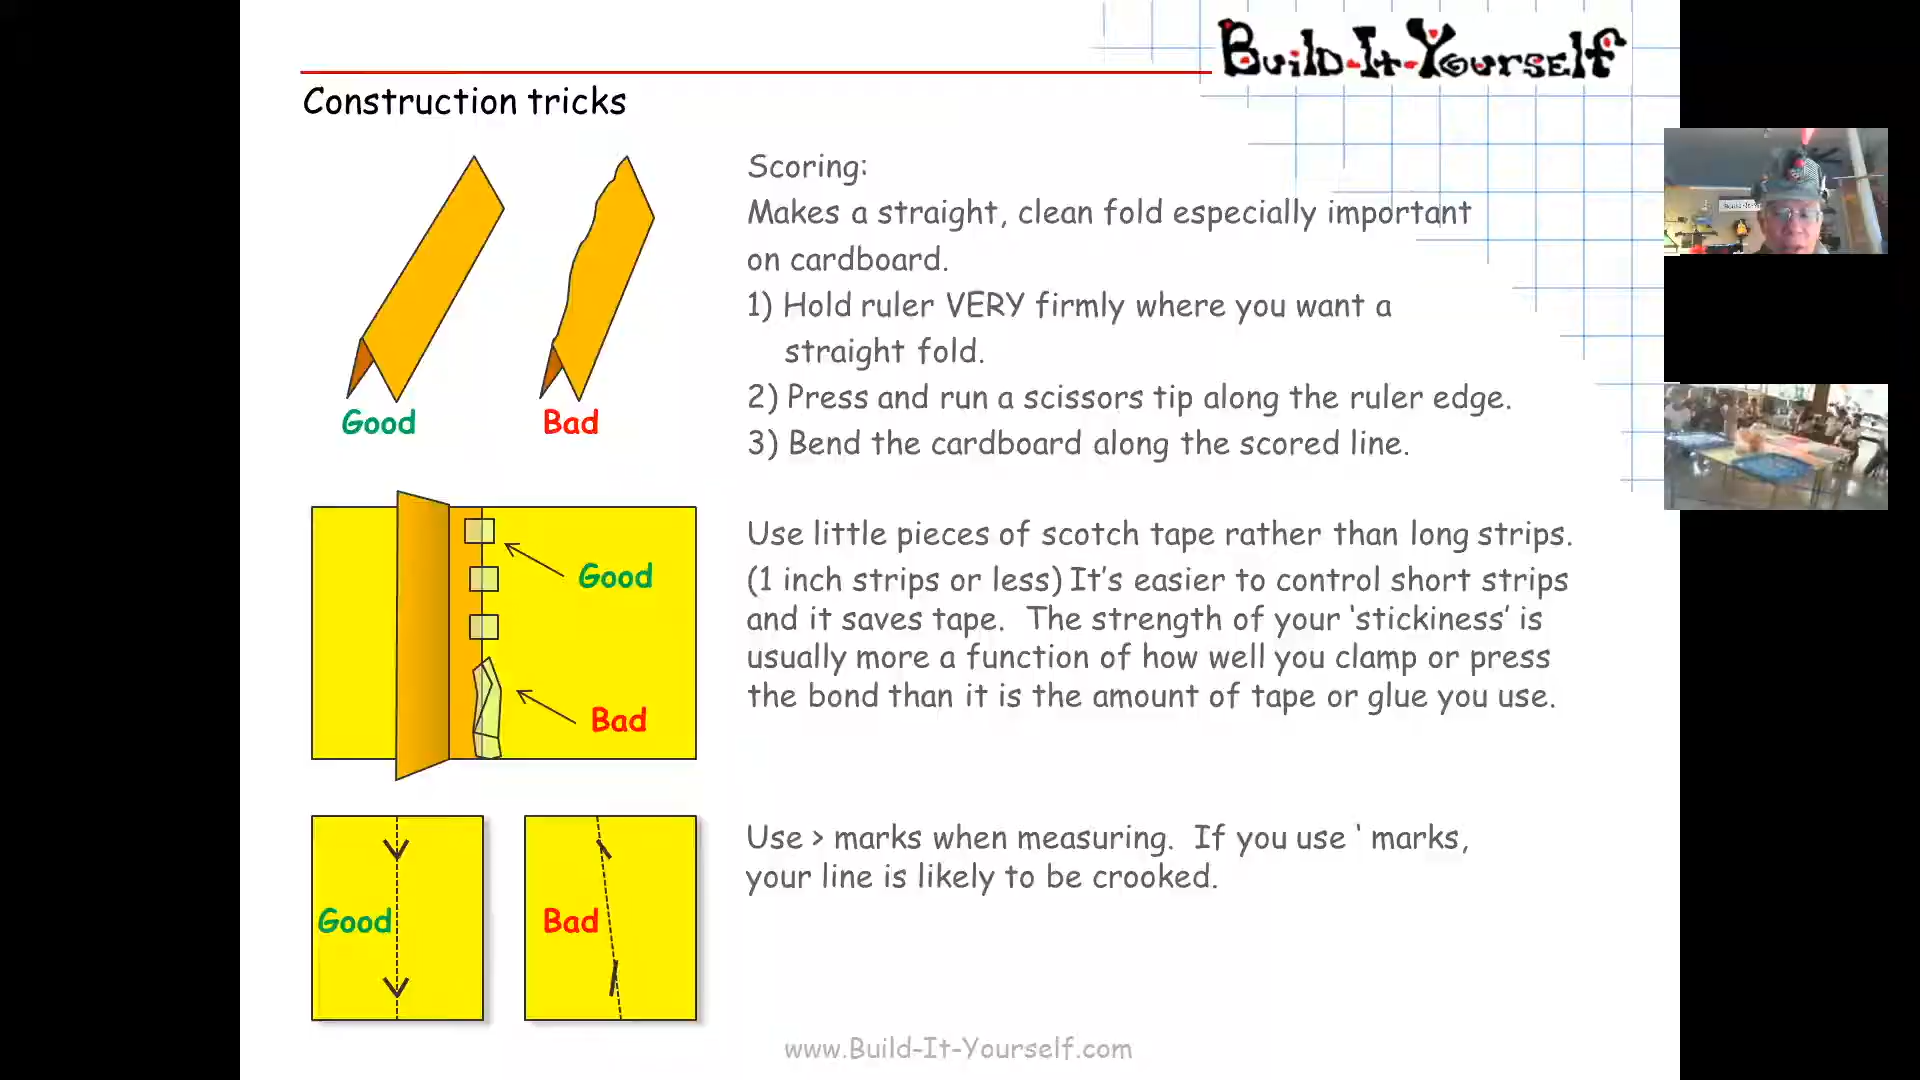 Build-It-Yourself
Construction tricks
Scoring:
Makes a straight, clean fold especially important
on cardboard.
1) Hold ruler VERY firmly where you want a
straight fold.
2) Press and run a scissors tip along the ruler edge.
3) Bend the cardboard along the scored line.
Good
Bad
Use little pieces of scotch tape rather than long strips.
(1 inch strips or less) It's easier to control short strips
and it saves tape. The strength of your 'stickiness' is
usually more a function of how well you clamp or press
the bond than it is the amount of tape or glue you use.
Good
Bad
Use > marks when measuring. If you use ' marks,
your line is likely to be crooked.
Good
Bad
www.Build-It-Yourself.com